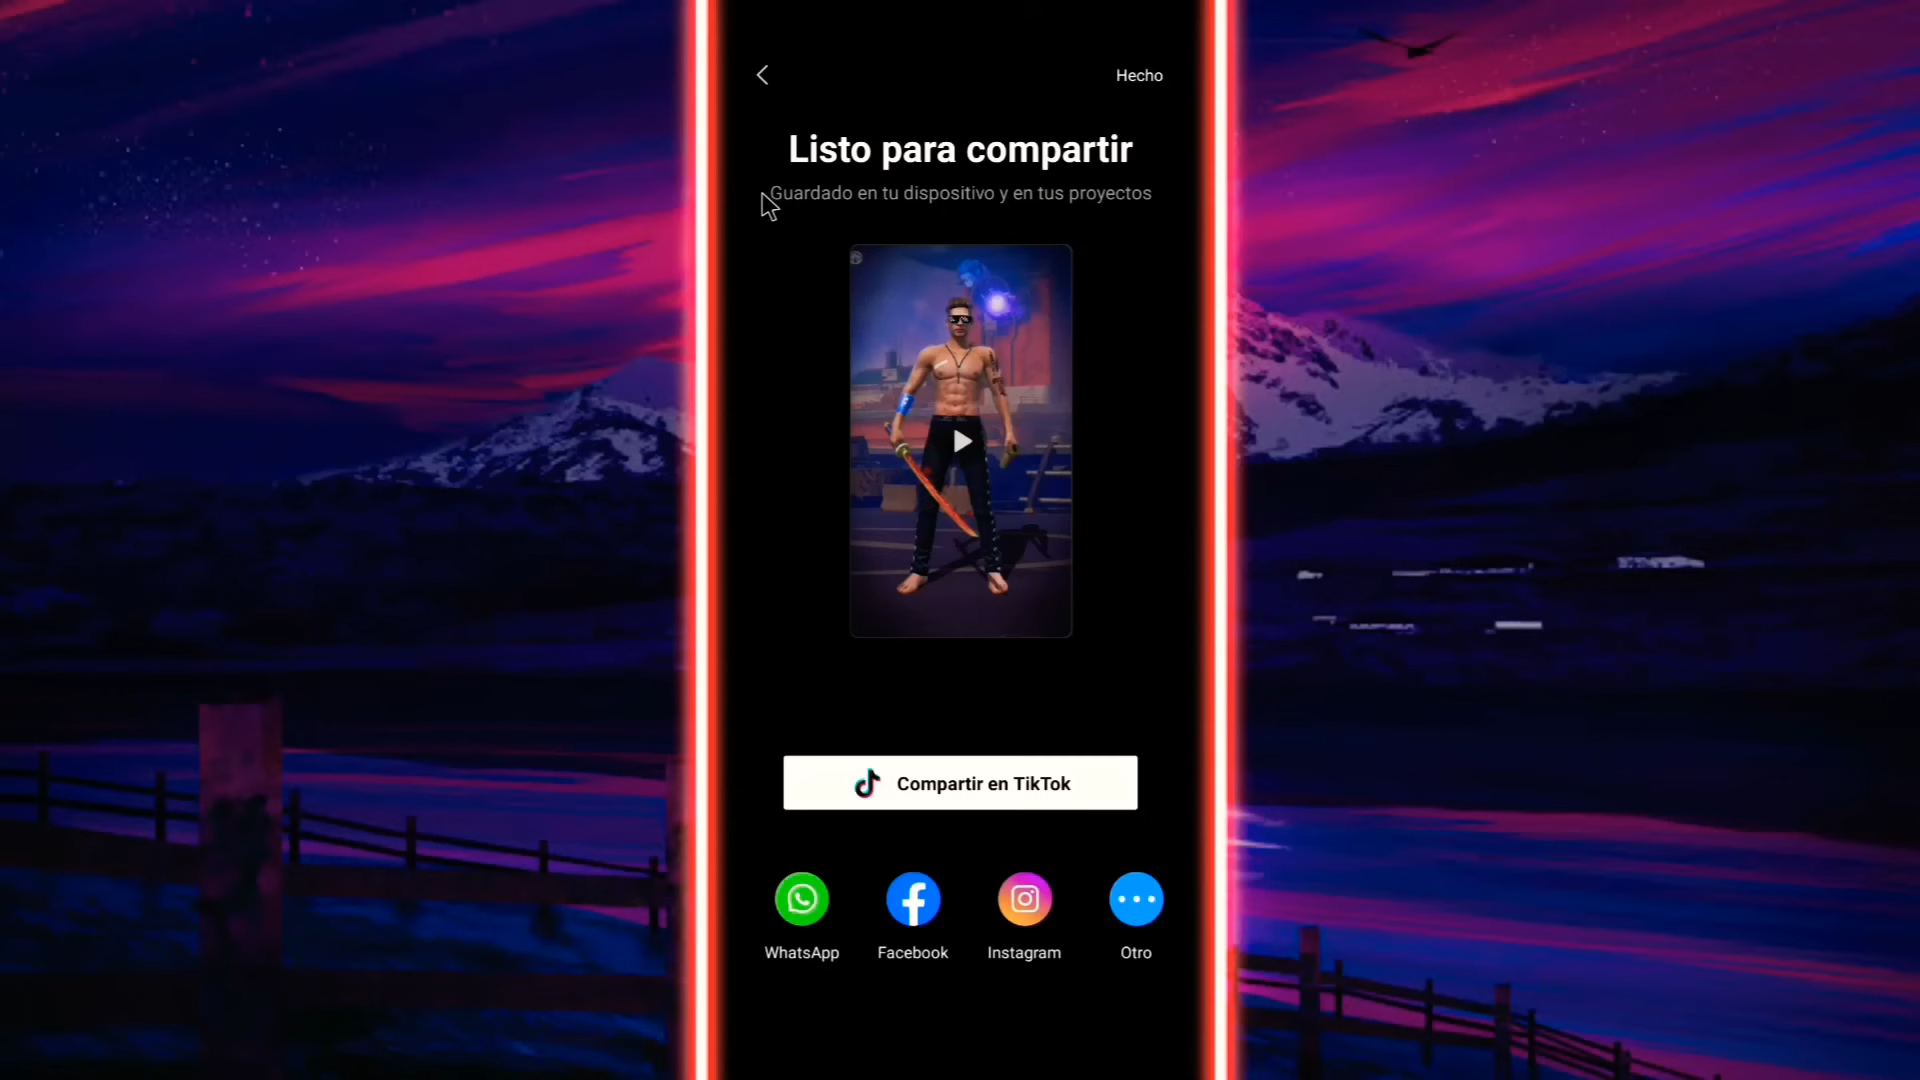 Hecho
Listo para compartir
Guardado en tu dispositivo y en tus proyectos
Compartir en TikTok
WhatsApp
Facebook
Instagram
Otro